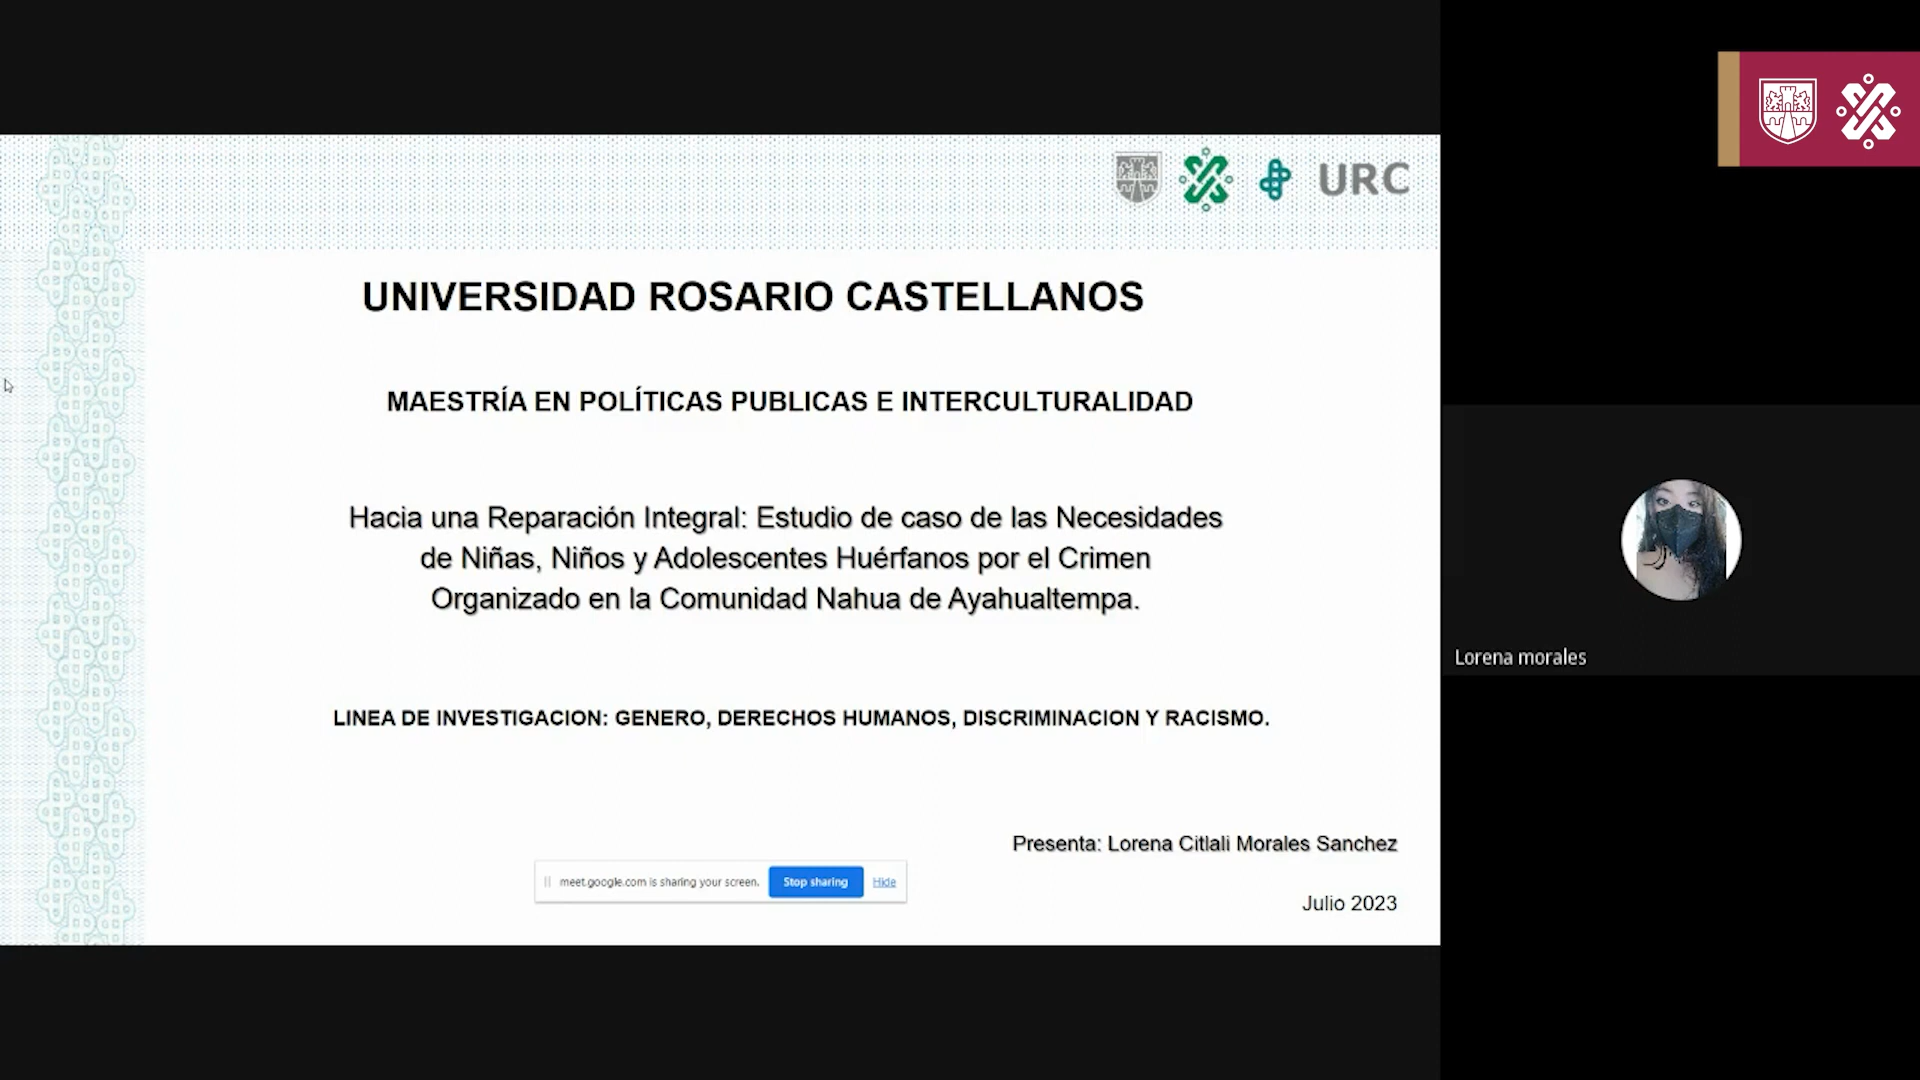 URC
UNIVERSIDAD ROSARIO CASTELLANOS
MAESTRÍA EN POLÍTICAS PUBLICAS E INTERCULTURALIDAD
Hacia una Reparación Integral: Estudio de caso de las Necesidades
de Niñas, Niños y Adolescentes Huérfanos por el Crimen
Organizado en la Comunidad Nahua de Ayahualtempa.
LINEA DE INVESTIGACION: GENERO, DERECHOS HUMANOS, DISCRIMINACION Y RACISMO.
Presenta: Lorena Citlali Morales Sanchez
meet.google.com is sharing your screen. Stop sharing Hide
Julio 2023
Lorena morales